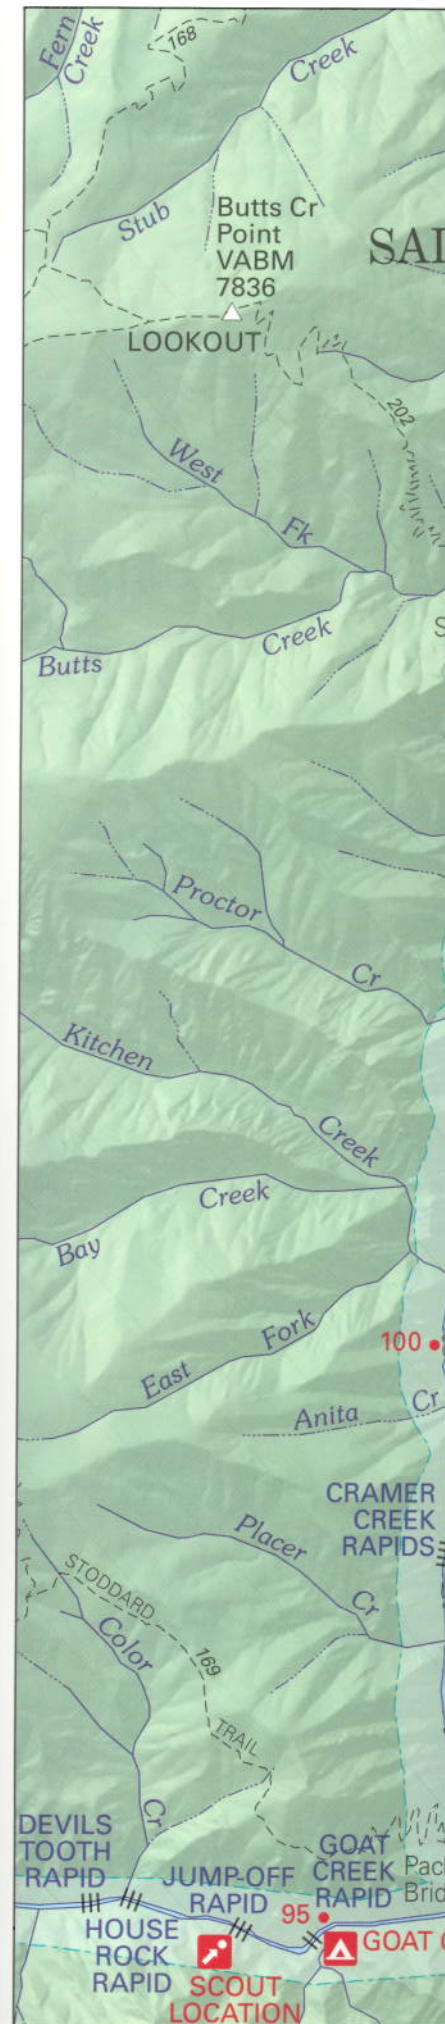 Fern
Creek
168
Creek
Stub
Butts Cr
Point
VABM
7836
SAL
LOOKOUT
202
West
Fk
Creek
S
Butts
Proctor
Cr
Kitchen
Creek
Creek
Bay
Fork
100
East
Cr
Anita
CRAMER
CREEK
RAPIDS
Placer
STODDARD
Cr
Color
169
TRAIL
Cr
DEVILS
TOOTH
RAPID
GOAT
CREEK
RAPID
Pac
Brid
JUMP-OFF
RAPID
95
HOUSE
ROCK
RAPID
GOAT C
SCOUT
LOCATION